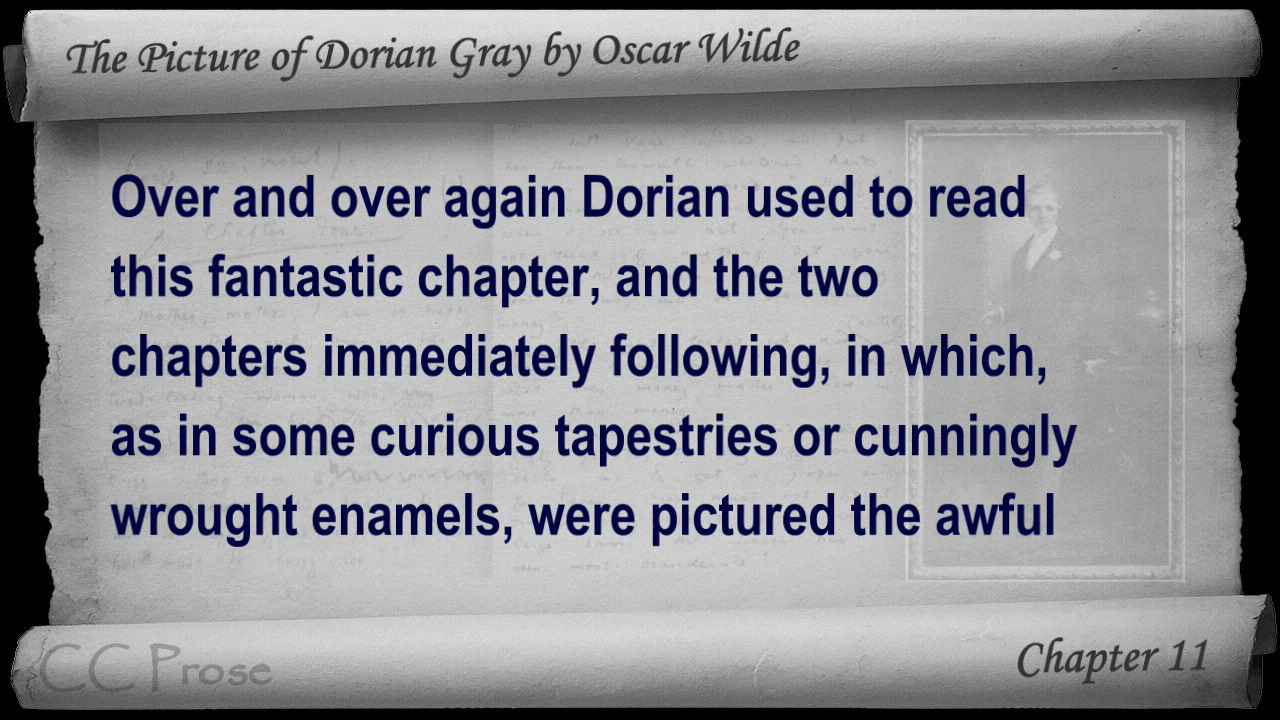 The Picture of Dorian Gray by Oscar Wilde
Over and over again Dorian used to read
this fantastic chapter, and the two
chapters immediately following, in which,
as in some curious tapestries or cunningly
wrought enamels, were pictured the awful
CC Prose
Chapter 11